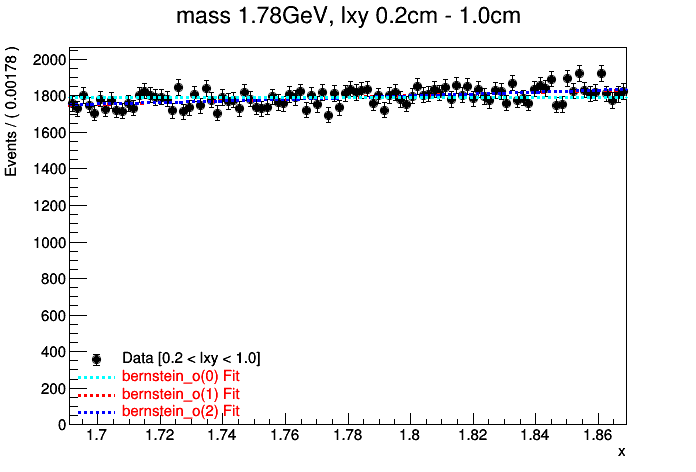 mass 1.78GeV, lxy 0.2cm - 1.0cm
Events / ( 0.00178 )
2000
1800
1600
1400
1200
1000
800
600
400
200
0
Data [0.2 < lxy < 1.0]
bernstein_o(0) Fit
bernstein_o(1) Fit
bernstein_o(2) Fit
1.7 1.72 1.74 1.76 1.78 1.8 1.82 1.84 1.86
x